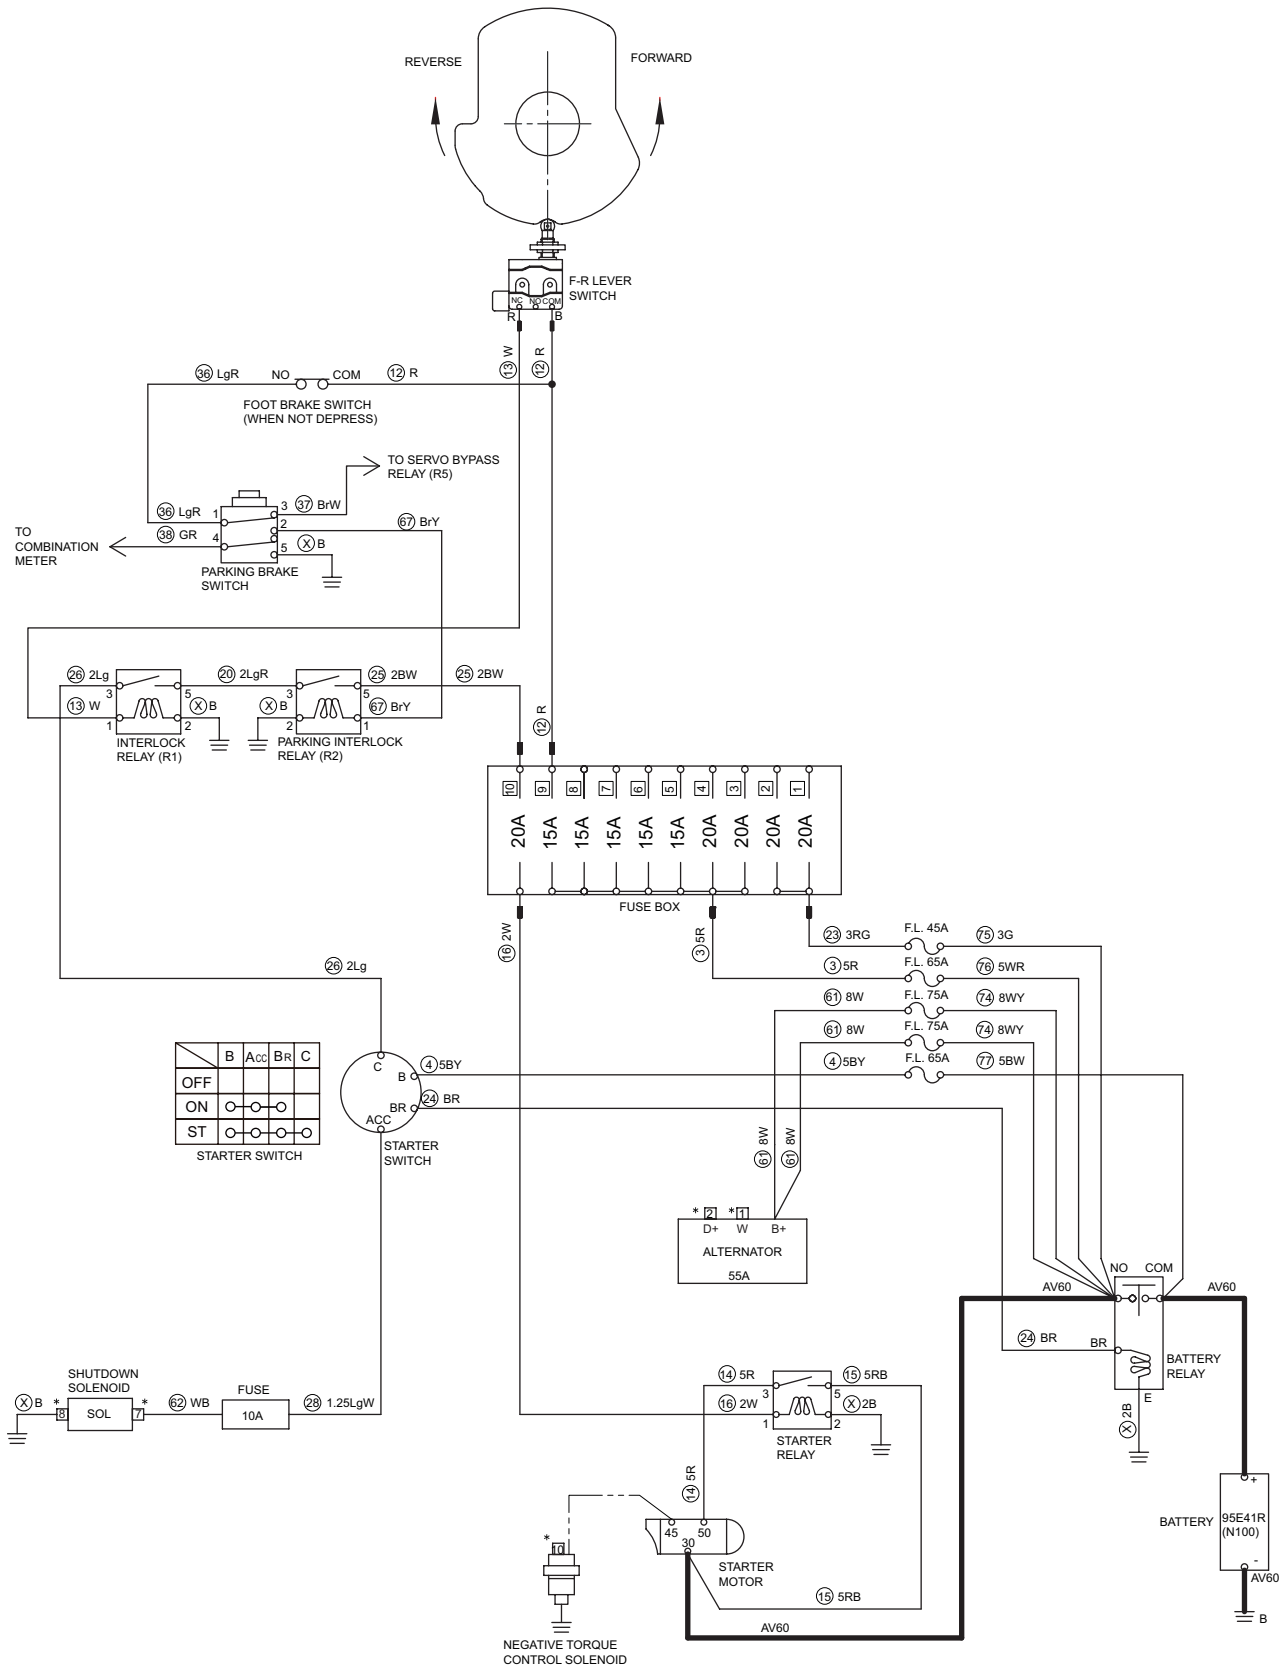 REVERSE
FORWARD
F-R LEVER
SWITCH
NC NO COM
R B
13 W
12 R
36 LgR
NO COM
12 R
FOOT BRAKE SWITCH
(WHEN NOT DEPRESS)
TO SERVO BYPASS
RELAY (R5)
36 LgR
1
3
37 BrW
2
67 BrY
TO
COMBINATION
METER
38 GR
4
5
X B
PARKING BRAKE
SWITCH
26 2Lg
3
5
20 2LgR
3
5
25 2BW
25 2BW
13 W
1
2
X B
X B
2
1
67 BrY
INTERLOCK
RELAY (R1)
PARKING INTERLOCK
RELAY (R2)
12 R
10 9 8 7 6 5 4 3 2 1
20A 15A 15A 15A 15A 15A 20A 20A 20A 20A
FUSE BOX
16 2W
3 5R
23 3RG
F.L. 45A
75 3G
3 5R
F.L. 65A
76 5WR
61 8W
F.L. 75A
74 8WY
61 8W
F.L. 75A
74 8WY
4 5BY
F.L. 65A
77 5BW
26 2Lg
B ACC BR C
OFF
ON
ST
STARTER SWITCH
C
B
4 5BY
BR
24 BR
ACC
STARTER
SWITCH
61 8W
61 8W
* 2
* 1
D+ W B+
ALTERNATOR
55A
NO COM
AV60
AV60
24 BR
BR
BATTERY
RELAY
E
X 2B
SHUTDOWN
SOLENOID
X B
* 8
SOL
7 *
62 WB
FUSE
10A
28 1.25LgW
14 5R
3
5
15 5RB
16 2W
1
2
X 2B
STARTER
RELAY
14 5R
45 50
30
STARTER
MOTOR
15 5RB
AV60
* 10
NEGATIVE TORQUE
CONTROL SOLENOID
BATTERY
+
95E41R
(N100)
-
AV60
B